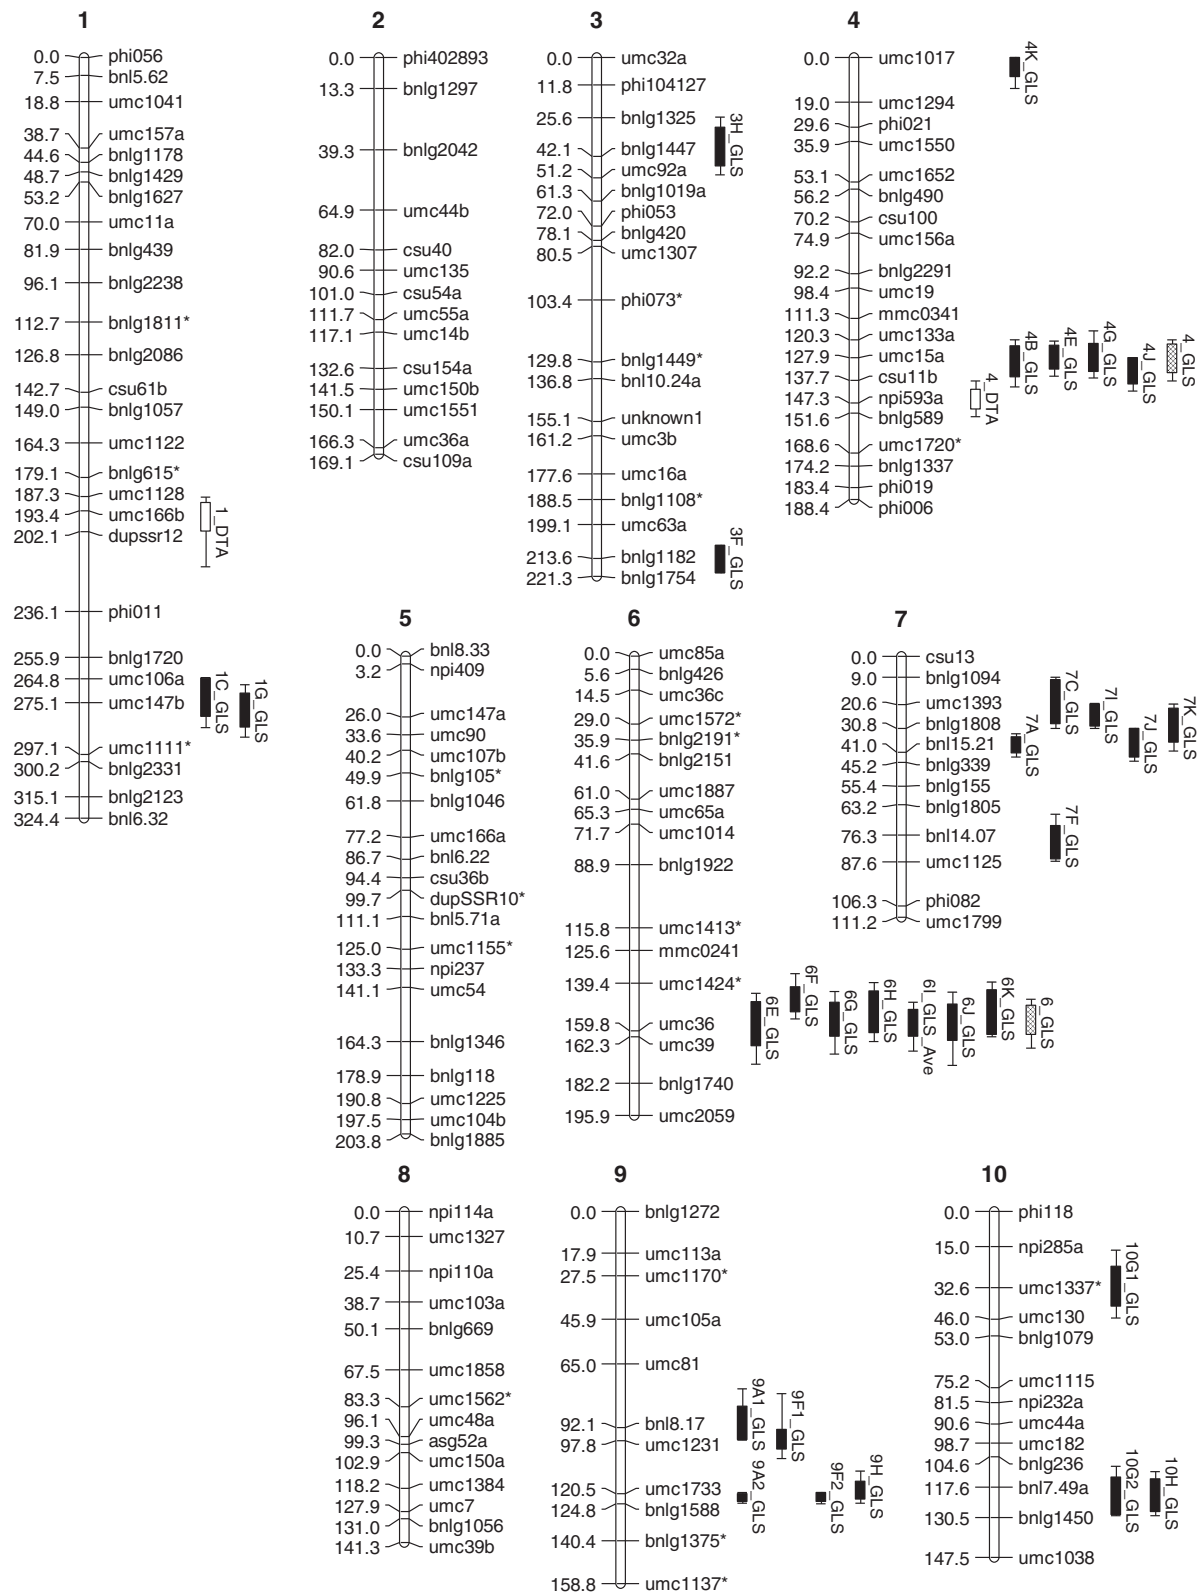 1
0.0 phi056
7.5 bnl5.62
18.8 umc1041
38.7 umc157a
44.6 bnlg1178
48.7 bnlg1429
53.2 bnlg1627
70.0 umc11a
81.9 bnlg439
96.1 bnlg2238
112.7 bnlg1811*
126.8 bnlg2086
142.7 csu61b
149.0 bnlg1057
164.3 umc1122
179.1 bnlg615*
187.3 umc1128
193.4 umc166b
202.1 dupssr12
236.1 phi011
255.9 bnlg1720
264.8 umc106a
275.1 umc147b
297.1 umc1111*
300.2 bnlg2331
315.1 bnlg2123
324.4 bnl6.32
1_DTA
1C_GLS
1G_GLS
2
0.0 phi402893
13.3 bnlg1297
39.3 bnlg2042
64.9 umc44b
82.0 csu40
90.6 umc135
101.0 csu54a
111.7 umc55a
117.1 umc14b
132.6 csu154a
141.5 umc150b
150.1 umc1551
166.3 umc36a
169.1 csu109a
3
0.0 umc32a
11.8 phi104127
25.6 bnlg1325
42.1 bnlg1447
51.2 umc92a
61.3 bnlg1019a
72.0 phi053
78.1 bnlg420
80.5 umc1307
103.4 phi073*
129.8 bnlg1449*
136.8 bnl10.24a
155.1 unknown1
161.2 umc3b
177.6 umc16a
188.5 bnlg1108*
199.1 umc63a
213.6 bnlg1182
221.3 bnlg1754
3H_GLS
3F_GLS
4
0.0 umc1017
19.0 umc1294
29.6 phi021
35.9 umc1550
53.1 umc1652
56.2 bnlg490
70.2 csu100
74.9 umc156a
92.2 bnlg2291
98.4 umc19
111.3 mmc0341
120.3 umc133a
127.9 umc15a
137.7 csu11b
147.3 npi593a
151.6 bnlg589
168.6 umc1720*
174.2 bnlg1337
183.4 phi019
188.4 phi006
4K_GLS
4_DTA
4B_GLS
4E_GLS
4G_GLS
4J_GLS
4_GLS
5
0.0 bnl8.33
3.2 npi409
26.0 umc147a
33.6 umc90
40.2 umc107b
49.9 bnlg105*
61.8 bnlg1046
77.2 umc166a
86.7 bnl6.22
94.4 csu36b
99.7 dupSSR10*
111.1 bnl5.71a
125.0 umc1155*
133.3 npi237
141.1 umc54
164.3 bnlg1346
178.9 bnlg118
190.8 umc1225
197.5 umc104b
203.8 bnlg1885
6
0.0 umc85a
5.6 bnlg426
14.5 umc36c
29.0 umc1572*
35.9 bnlg2191*
41.6 bnlg2151
61.0 umc1887
65.3 umc65a
71.7 umc1014
88.9 bnlg1922
115.8 umc1413*
125.6 mmc0241
139.4 umc1424*
159.8 umc36
162.3 umc39
182.2 bnlg1740
195.9 umc2059
6E_GLS
6F_GLS
6G_GLS
6H_GLS
6I_GLS_Ave
6J_GLS
6K_GLS
6_GLS
7
0.0 csu13
9.0 bnlg1094
20.6 umc1393
30.8 bnlg1808
41.0 bnl15.21
45.2 bnlg339
55.4 bnlg155
63.2 bnlg1805
76.3 bnl14.07
87.6 umc1125
106.3 phi082
111.2 umc1799
7A_GLS
7C_GLS
7I_GLS
7J_GLS
7K_GLS
7F_GLS
8
0.0 npi114a
10.7 umc1327
25.4 npi110a
38.7 umc103a
50.1 bnlg669
67.5 umc1858
83.3 umc1562*
96.1 umc48a
99.3 asg52a
102.9 umc150a
118.2 umc1384
127.9 umc7
131.0 bnlg1056
141.3 umc39b
9
0.0 bnlg1272
17.9 umc113a
27.5 umc1170*
45.9 umc105a
65.0 umc81
92.1 bnl8.17
97.8 umc1231
120.5 umc1733
124.8 bnlg1588
140.4 bnlg1375*
158.8 umc1137*
9A1_GLS
9F1_GLS
9A2_GLS
9F2_GLS
9H_GLS
10
0.0 phi118
15.0 npi285a
32.6 umc1337*
46.0 umc130
53.0 bnlg1079
75.2 umc1115
81.5 npi232a
90.6 umc44a
98.7 umc182
104.6 bnlg236
117.6 bnl7.49a
130.5 bnlg1450
147.5 umc1038
10G1_GLS
10G2_GLS
10H_GLS